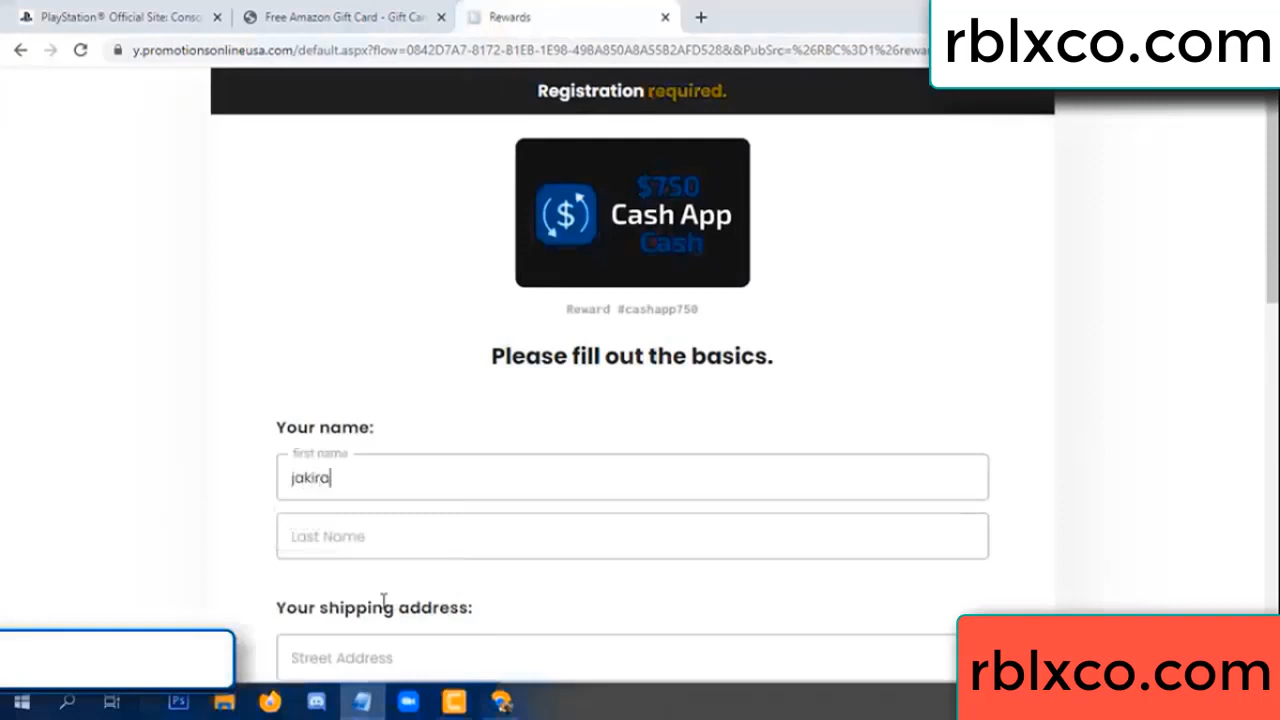 PlayStation® Official Site: Conso
Free Amazon Gift Card - Gift Car
Rewards
rblxco.com
y.promotionsonlineusa.com/default.aspx?flow=0842D7A7-8172-B1EB-1E98-49BA850A8A55B2AFD528&&PubSrc=%26RBC%3D1%26rewar
Registration required.
$750
Cash App
Cash
Reward #cashapp750
Please fill out the basics.
Your name:
first name
jakira
Last Name
Your shipping address:
Street Address
rblxco.com
Ps